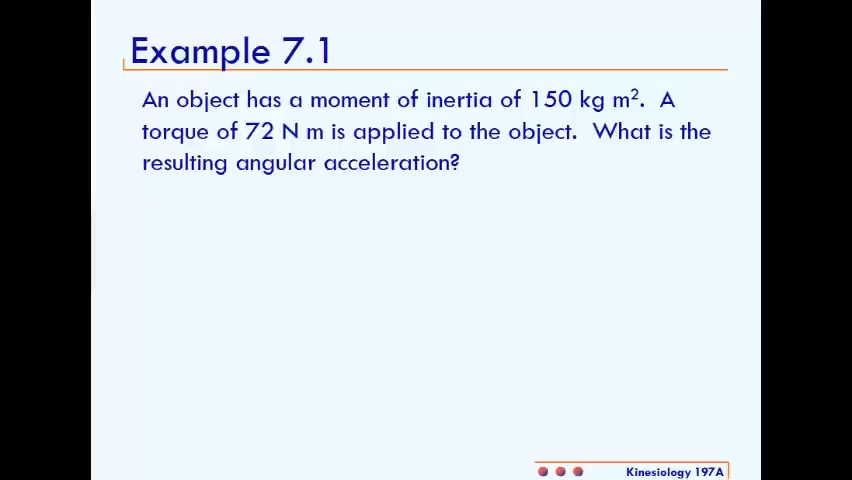 Example 7.1
An object has a moment of inertia of 150 kg m². A
torque of 72 N m is applied to the object. What is the
resulting angular acceleration?
Kinesiology 197A